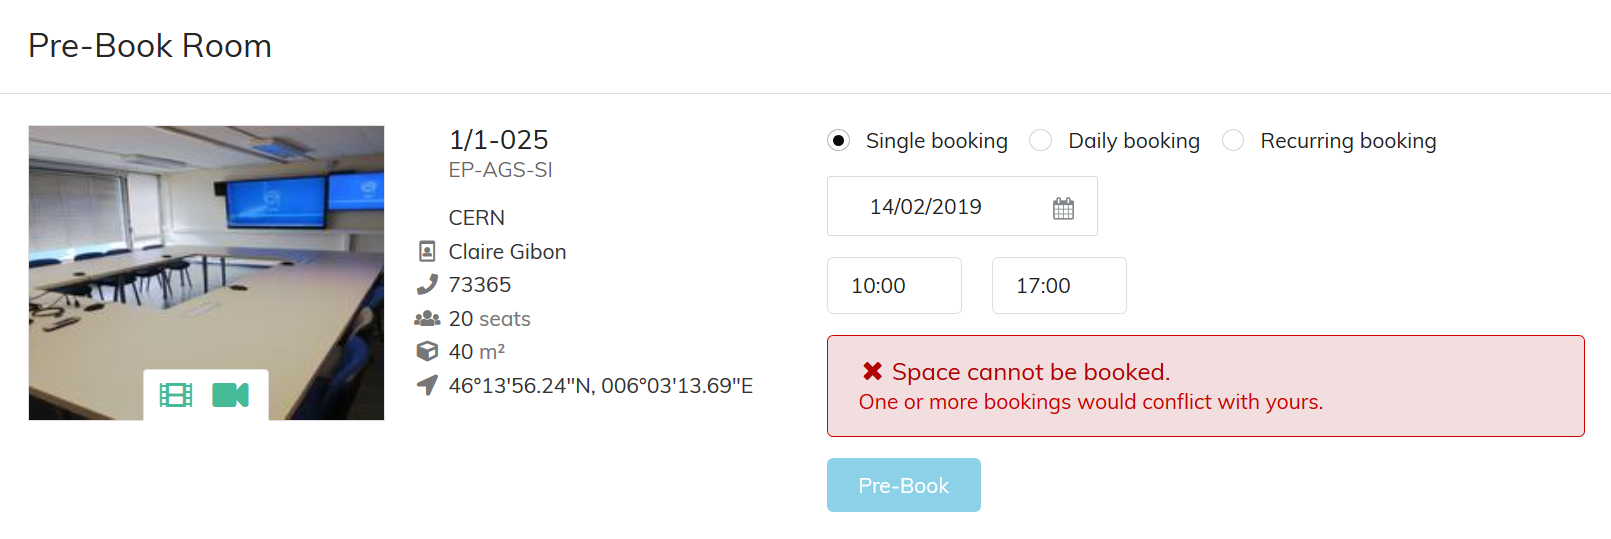 Pre-Book Room
1/1-025
EP-AGS-SI
CERN
Claire Gibon
73365
20 seats
40 m²
46°13'56.24"N, 006°03'13.69"E
Single booking Daily booking Recurring booking
14/02/2019
10:00 17:00
Space cannot be booked.
One or more bookings would conflict with yours.
Pre-Book